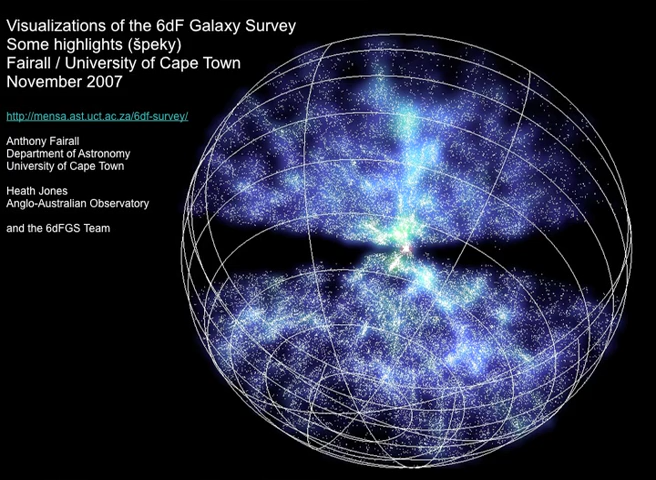 Visualizations of the 6dF Galaxy Survey
Some highlights (špeky)
Fairall / University of Cape Town
November 2007
http://mensa.ast.uct.ac.za/6df-survey/
Anthony Fairall
Department of Astronomy
University of Cape Town
Heath Jones
Anglo-Australian Observatory
and the 6dFGS Team